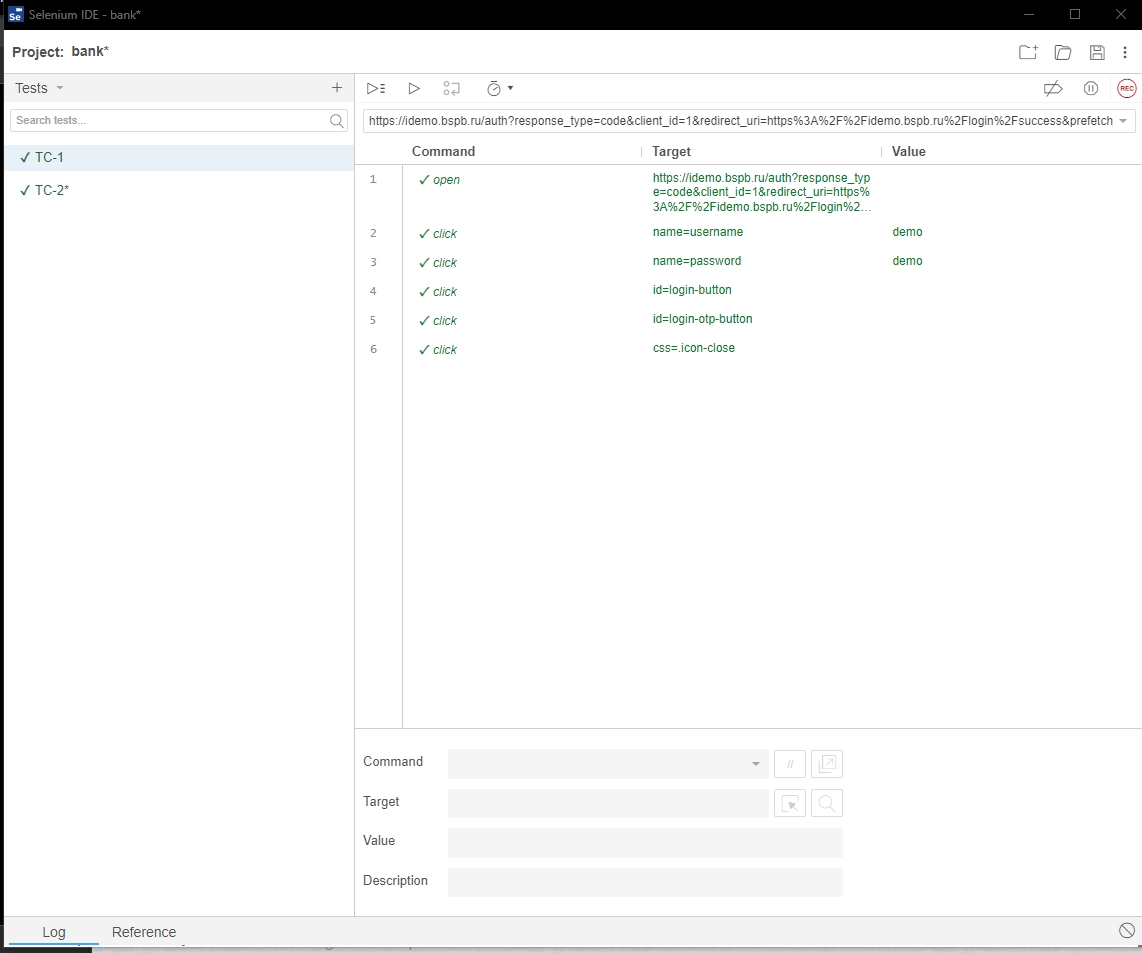 Se Selenium IDE - bank*
Project: bank*
Tests
Search tests...
✓ TC-1
✓ TC-2*
REC
https://idemo.bspb.ru/auth?response_type=code&client_id=1&redirect_uri=https%3A%2F%2Fidemo.bspb.ru%2Flogin%2Fsuccess&prefetch
Command Target Value
1 ✓ open https://idemo.bspb.ru/auth?response_typ
e=code&client_id=1&redirect_uri=https%
3A%2F%2Fidemo.bspb.ru%2Flogin%2...
2 ✓ click name=username demo
3 ✓ click name=password demo
4 ✓ click id=login-button
5 ✓ click id=login-otp-button
6 ✓ click css=.icon-close
Command //
Target
Value
Description
Log Reference